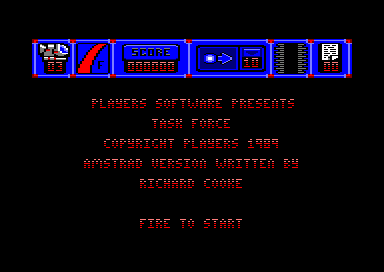 SCORE
03
000000
10
00
PLAYERS SOFTWARE PRESENTS
TASK FORCE
COPYRIGHT PLAYERS 1989
AMSTRAD VERSION WRITTEN BY
RICHARD COOKE
FIRE TO START